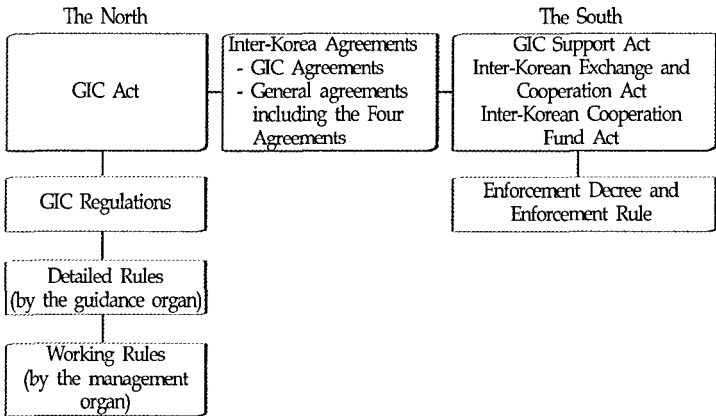 The North
The South
GIC Act
Inter-Korea Agreements
- GIC Agreements
- General agreements
including the Four
Agreements
GIC Support Act
Inter-Korean Exchange and
Cooperation Act
Inter-Korean Cooperation
Fund Act
GIC Regulations
Enforcement Decree and
Enforcement Rule
Detailed Rules
(by the guidance organ)
Working Rules
(by the management
organ)